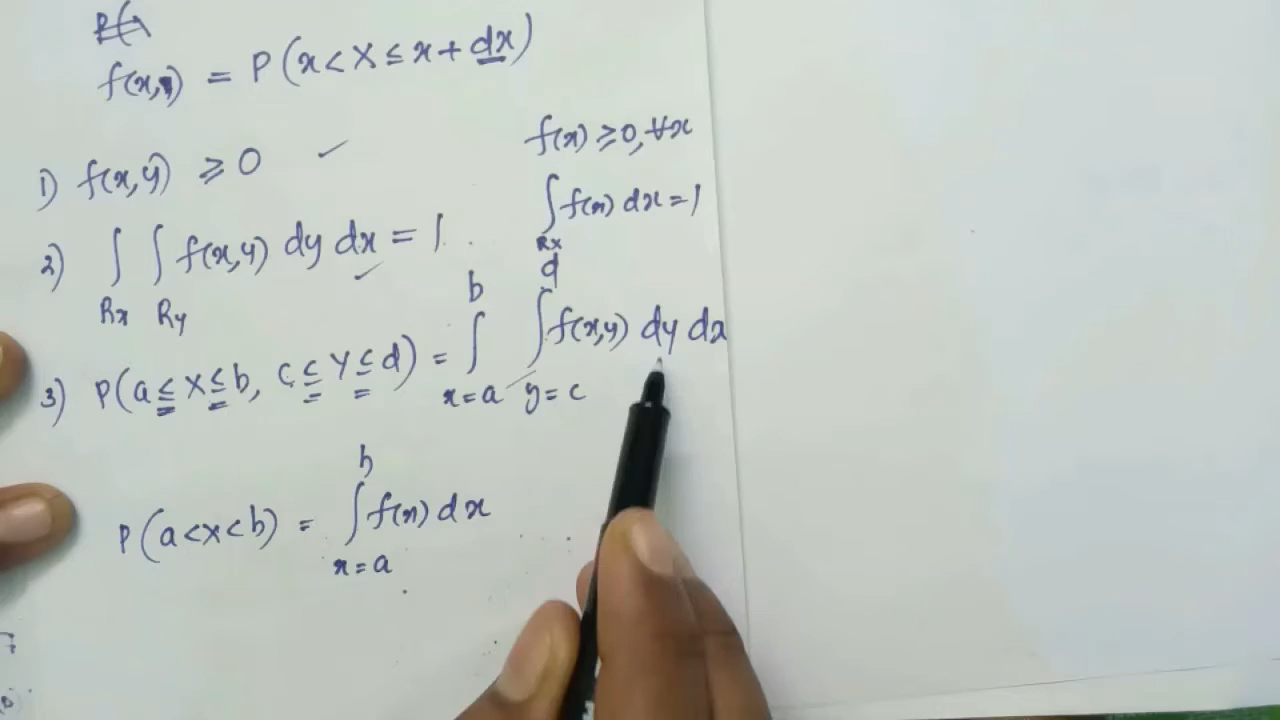 f(x,y) = P(x < X ≤ x + dx)
1) f(x,y) ≥ 0 ✓
f(x) ≥ 0, ∀x
∫Rx f(x) dx = 1
2) ∫Rx ∫Ry f(x,y) dy dx = 1.
3) P(a ≤ X ≤ b, c ≤ Y ≤ d) = ∫_{x=a}^{b} ∫_{y=c}^{d} f(x,y) dy dx
P(a < x < b) = ∫_{x=a}^{b} f(x) dx